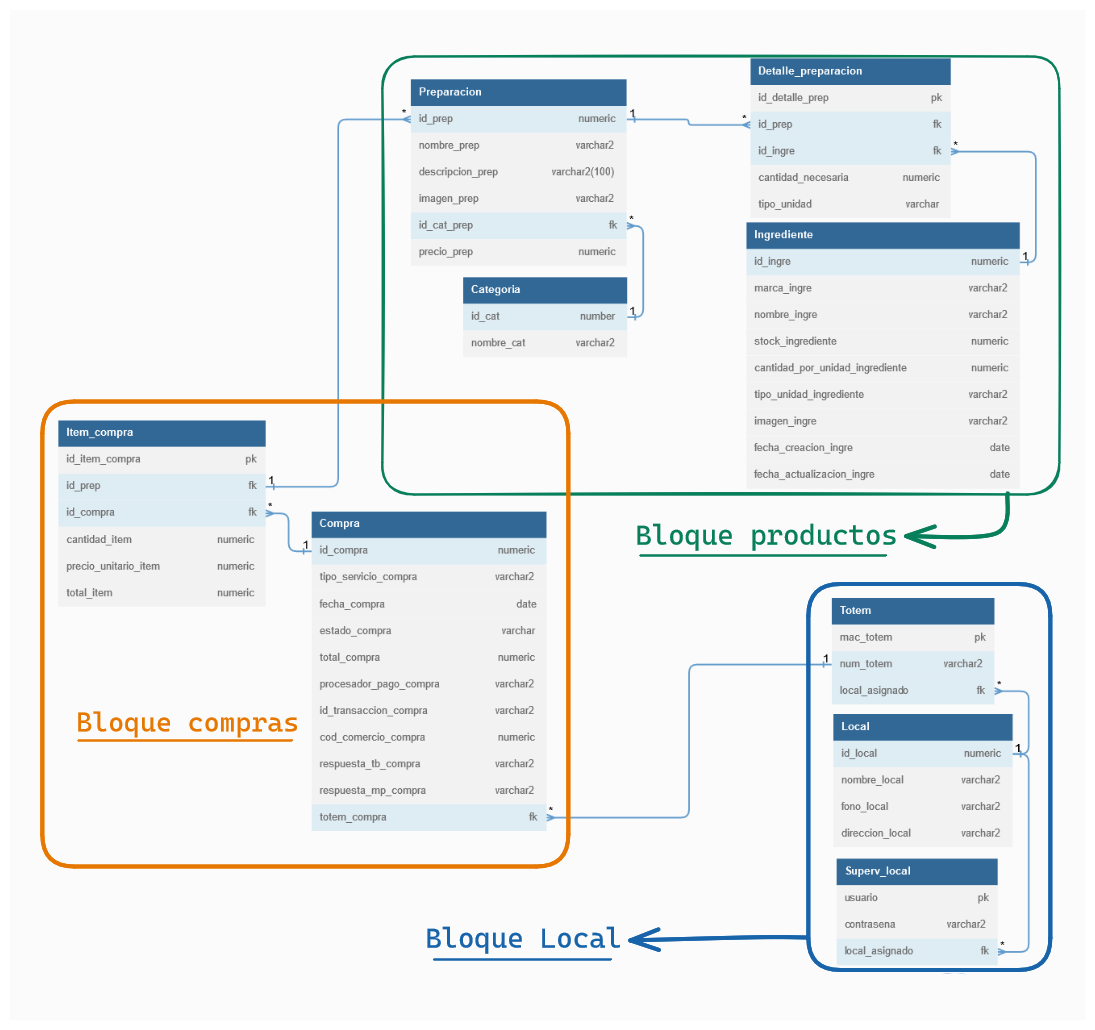 Preparacion
* id_prep numeric 1
nombre_prep varchar2
descripcion_prep varchar2(100)
imagen_prep varchar2
id_cat_prep fk *
precio_prep numeric
Categoria
id_cat number 1
nombre_cat varchar2
Detalle_preparacion
id_detalle_prep pk
* id_prep fk
id_ingre fk *
cantidad_necesaria numeric
tipo_unidad varchar
Ingrediente
id_ingre numeric 1
marca_ingre varchar2
nombre_ingre varchar2
stock_ingrediente numeric
cantidad_por_unidad_ingrediente numeric
tipo_unidad_ingrediente varchar2
imagen_ingre varchar2
fecha_creacion_ingre date
fecha_actualizacion_ingre date
Bloque productos
Item_compra
id_item_compra pk
id_prep fk 1
id_compra fk *
cantidad_item numeric
precio_unitario_item numeric
total_item numeric
Compra
1 id_compra numeric
tipo_servicio_compra varchar2
fecha_compra date
estado_compra varchar
total_compra numeric
procesador_pago_compra varchar2
id_transaccion_compra varchar2
cod_comercio_compra numeric
respuesta_tb_compra varchar2
respuesta_mp_compra varchar2
totem_compra fk *
Bloque compras
Totem
mac_totem pk
1 num_totem varchar2
local_asignado fk *
Local
id_local numeric 1
nombre_local varchar2
fono_local varchar2
direccion_local varchar2
Superv_local
usuario pk
contrasena varchar2
local_asignado fk *
Bloque Local